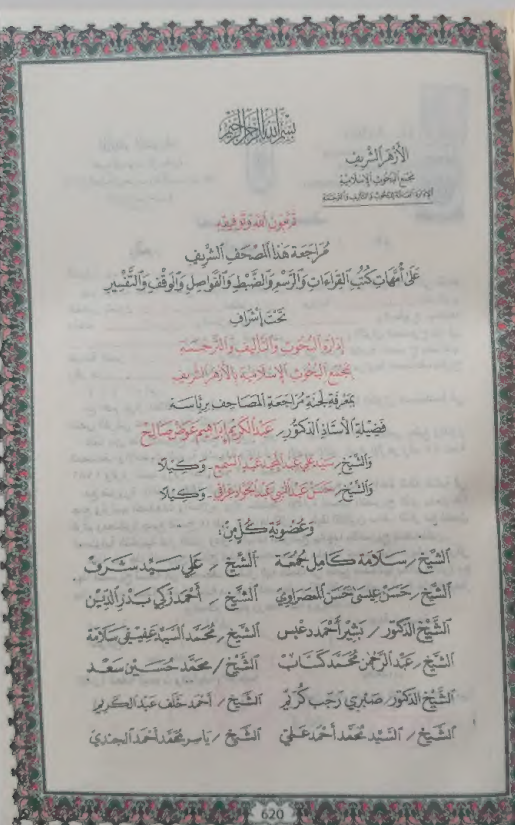 بِسْمِ اللَّهِ الرَّحْمَنِ الرَّحِيمِ
الأزهر الشريف
مجمع البحوث الإسلامية
الإدارة العامة للبحوث والتأليف والترجمة
تم بعون الله وتوفيقه
مراجعة هذا المصحف الشريف
على أمهات كتب القراءات والرسم والضبط والفواصل والوقف والتفسير
تحت إشراف
إدارة البحوث والتأليف والترجمة
بمجمع البحوث الإسلامية بالأزهر الشريف
بمعرفة لجنة مراجعة المصاحف برئاسة
فضيلة الأستاذ الدكتور / عبد الكريم إبراهيم عوض صالح
والشيخ / سيد علي عبد المجيد عبد السميع - وكيلا
والشيخ / حسن عبد النبي عبد الجواد عراقي - وكيلا
وعضوية كل من:
الشيخ / سلامة كامل جمعة الشيخ / علي سيد شرف
الشيخ / حسن عيسى حسن المعصراوي الشيخ / أحمد زكي بدر الدين
الشيخ الدكتور / بشير أحمد دعبس الشيخ / محمد السيد عفيفي سلامة
الشيخ / عبد الرحمن محمد كساب الشيخ / محمد حسين سعد
الشيخ الدكتور / صبري رجب كريم الشيخ / أحمد خلف عبد الكريم
الشيخ / السيد محمد أحمد علي الشيخ / ياسر محمد أحمد الجندي
620